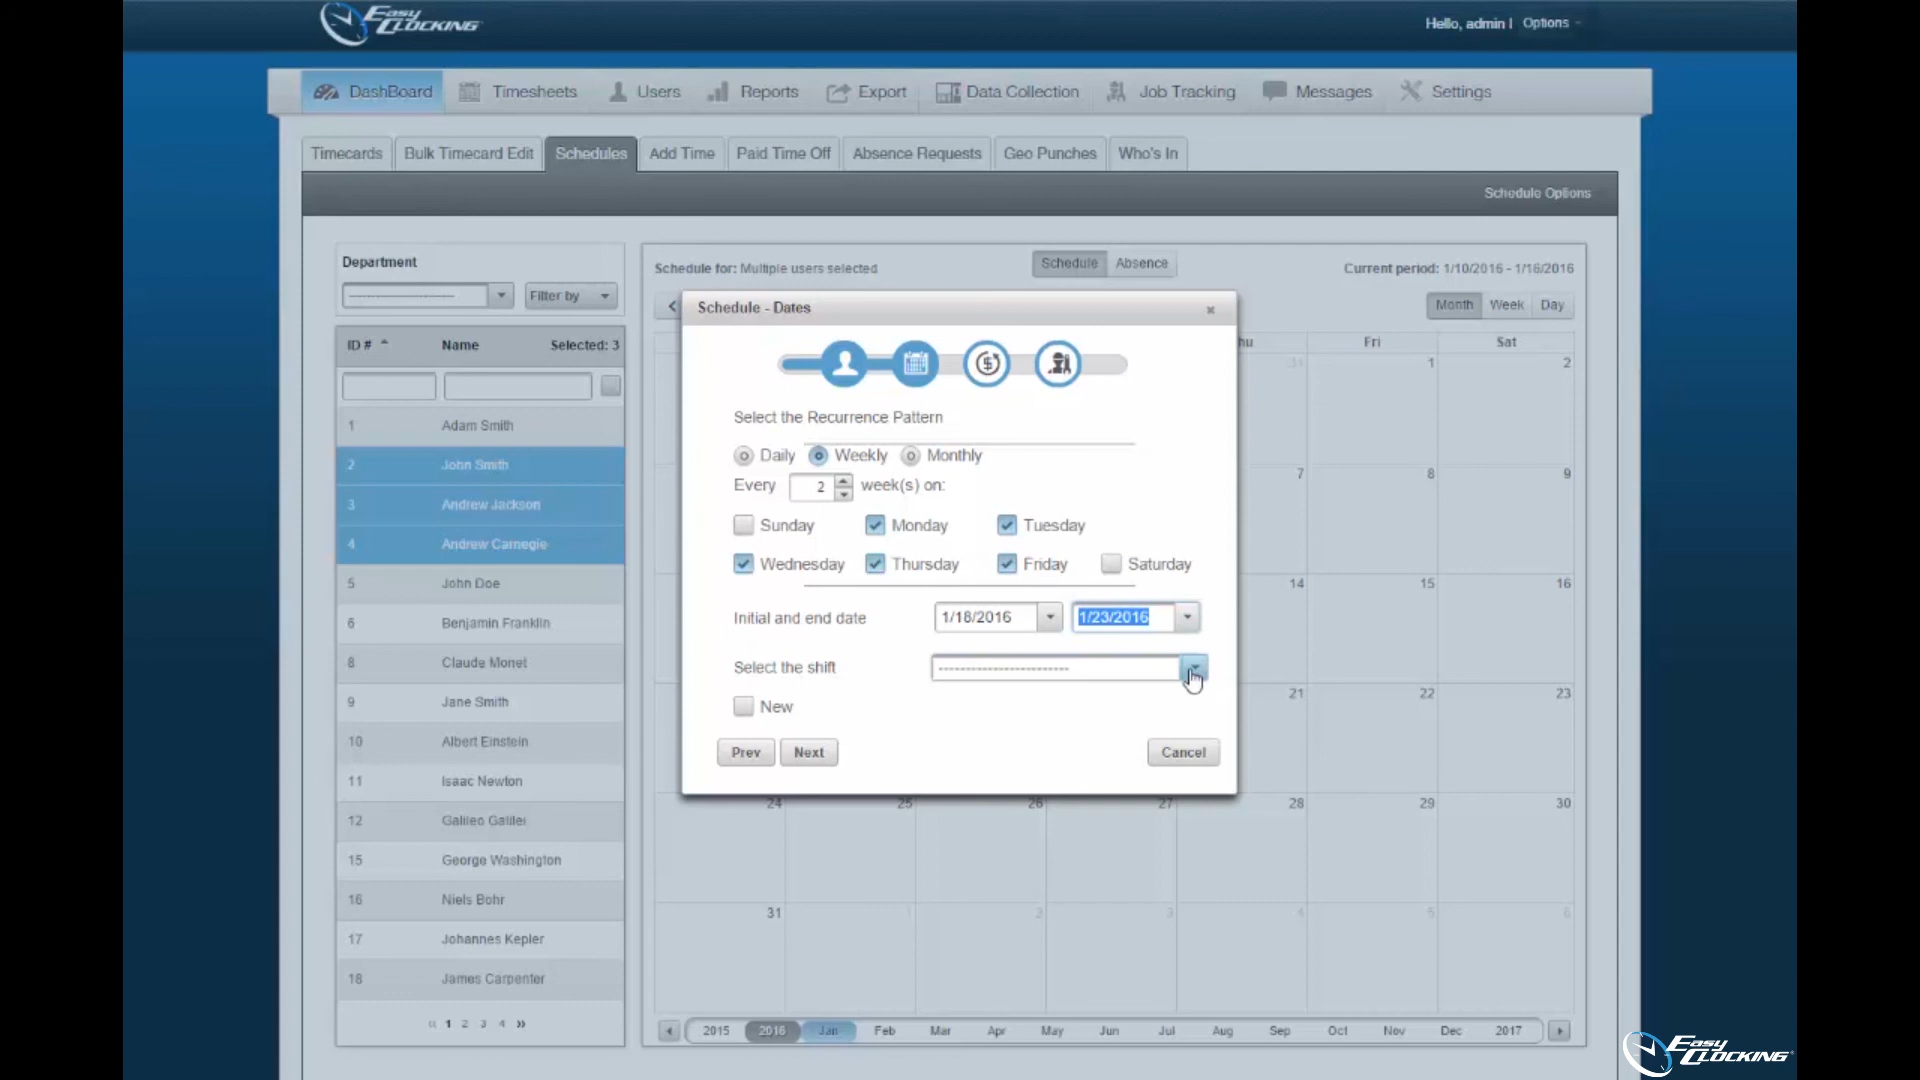 Easy Clocking
Hello, admin | Options
DashBoard Timesheets Users Reports Export Data Collection Job Tracking Messages Settings
Timecards Bulk Timecard Edit Schedules Add Time Paid Time Off Absence Requests Geo Punches Who's In
Schedule Options
Department
------------------------ Filter by
ID # Name Selected: 3
1 Adam Smith
2 John Smith
3 Andrew Jackson
4 Andrew Carnegie
5 John Doe
6 Benjamin Franklin
8 Claude Monet
9 Jane Smith
10 Albert Einstein
11 Isaac Newton
12 Galileo Galilei
15 George Washington
16 Niels Bohr
17 Johannes Kepler
18 James Carpenter
‹‹ 1 2 3 4 ››
Schedule for: Multiple users selected
Schedule Absence
Current period: 1/10/2016 - 1/16/2016
Month Week Day
hu Fri Sat
31 1 2
7 8 9
14 15 16
21 22 23
24 25 26 27 28 29 30
31 1 2 3 4 5 6
2015 2016 Jan Feb Mar Apr May Jun Jul Aug Sep Oct Nov Dec 2017
Schedule - Dates
Select the Recurrence Pattern
Daily Weekly Monthly
Every 2 week(s) on:
Sunday Monday Tuesday
Wednesday Thursday Friday Saturday
Initial and end date 1/18/2016 1/23/2016
Select the shift ------------------------
New
Prev Next Cancel
Easy Clocking